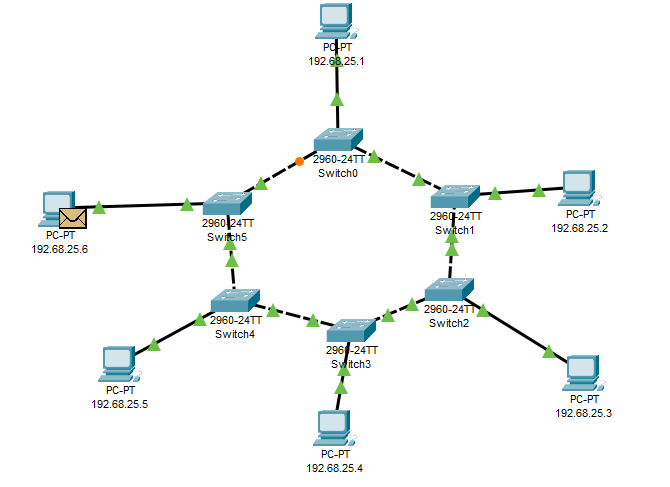 PC-PT
192.68.25.1
2960-24TT
Switch0
2960-24TT
Switch1
PC-PT
192.68.25.2
2960-24TT
Switch5
PC-PT
192.68.25.6
2960-24TT
Switch4
2960-24TT
Switch2
2960-24TT
Switch3
PC-PT
192.68.25.5
PC-PT
192.68.25.3
PC-PT
192.68.25.4